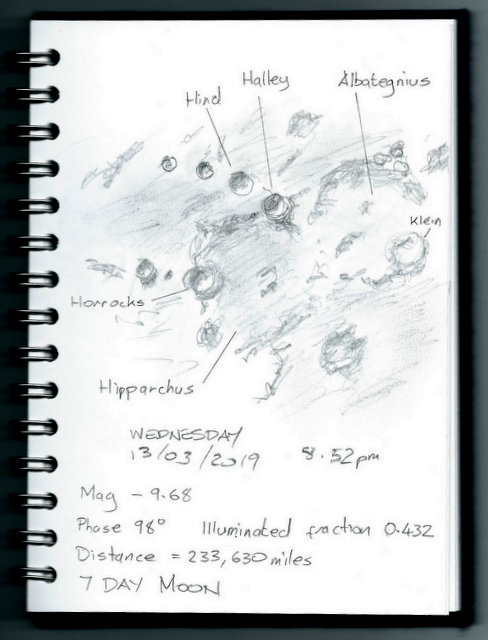 Halley
Albategnius
Hind
Klein
Horrocks
Hipparchus
WEDNESDAY
13/03/2019 8.32pm
Mag - 9.68
Phase 98° Illuminated fraction 0.432
Distance = 233,630 miles
7 DAY MOON